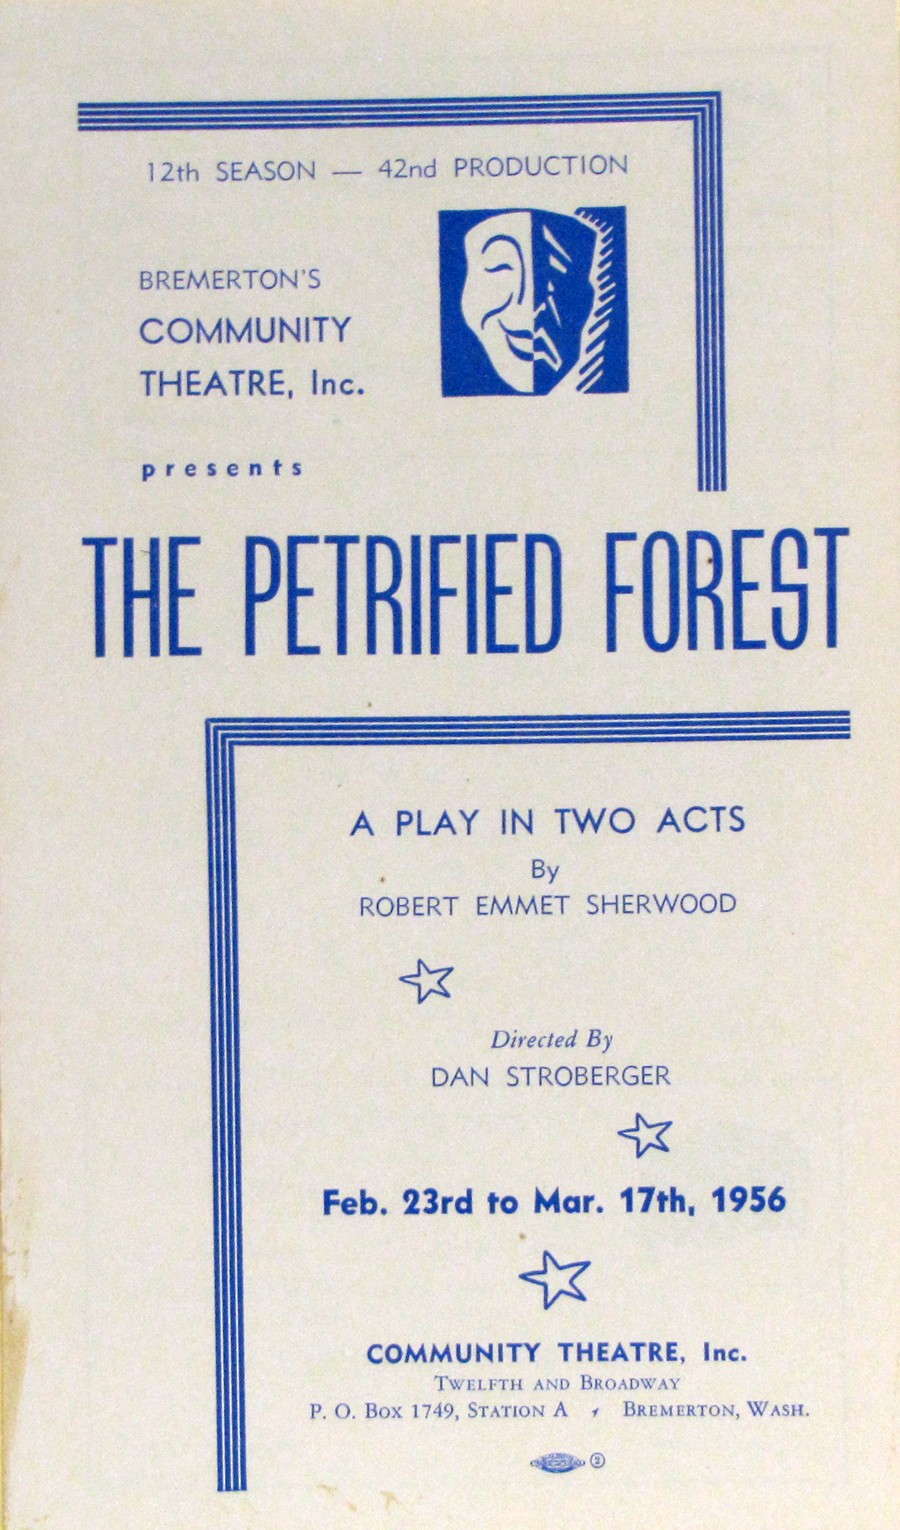 12th SEASON — 42nd PRODUCTION
BREMERTON'S
COMMUNITY
THEATRE, Inc.
presents
THE PETRIFIED FOREST
A PLAY IN TWO ACTS
By
ROBERT EMMET SHERWOOD
Directed By
DAN STROBERGER
Feb. 23rd to Mar. 17th, 1956
COMMUNITY THEATRE, Inc.
TWELFTH AND BROADWAY
P. O. BOX 1749, STATION A BREMERTON, WASH.
2